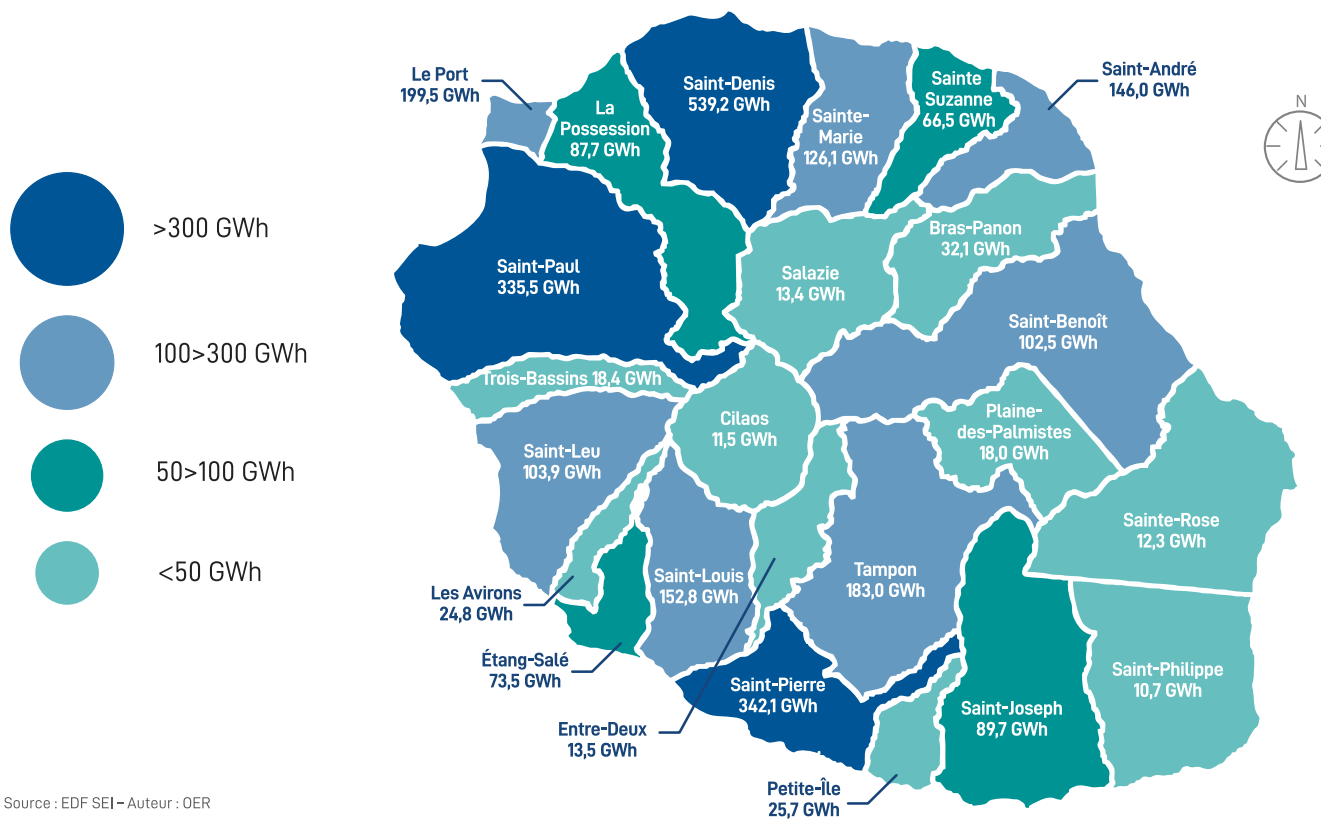 Le Port
199,5 GWh
La
Possession
87,7 GWh
Saint-Denis
539,2 GWh
Sainte-
Marie
126,1 GWh
Sainte
Suzanne
66,5 GWh
Saint-André
146,0 GWh
N
>300 GWh
100>300 GWh
50>100 GWh
<50 GWh
Saint-Paul
335,5 GWh
Salazie
13,4 GWh
Bras-Panon
32,1 GWh
Saint-Benoît
102,5 GWh
Trois-Bassins 18,4 GWh
Cilaos
11,5 GWh
Plaine-
des-Palmistes
18,0 GWh
Saint-Leu
103,9 GWh
Sainte-Rose
12,3 GWh
Les Avirons
24,8 GWh
Saint-Louis
152,8 GWh
Tampon
183,0 GWh
Étang-Salé
73,5 GWh
Saint-Pierre
342,1 GWh
Saint-Philippe
10,7 GWh
Entre-Deux
13,5 GWh
Saint-Joseph
89,7 GWh
Petite-Île
25,7 GWh
Source : EDF SEI – Auteur : OER